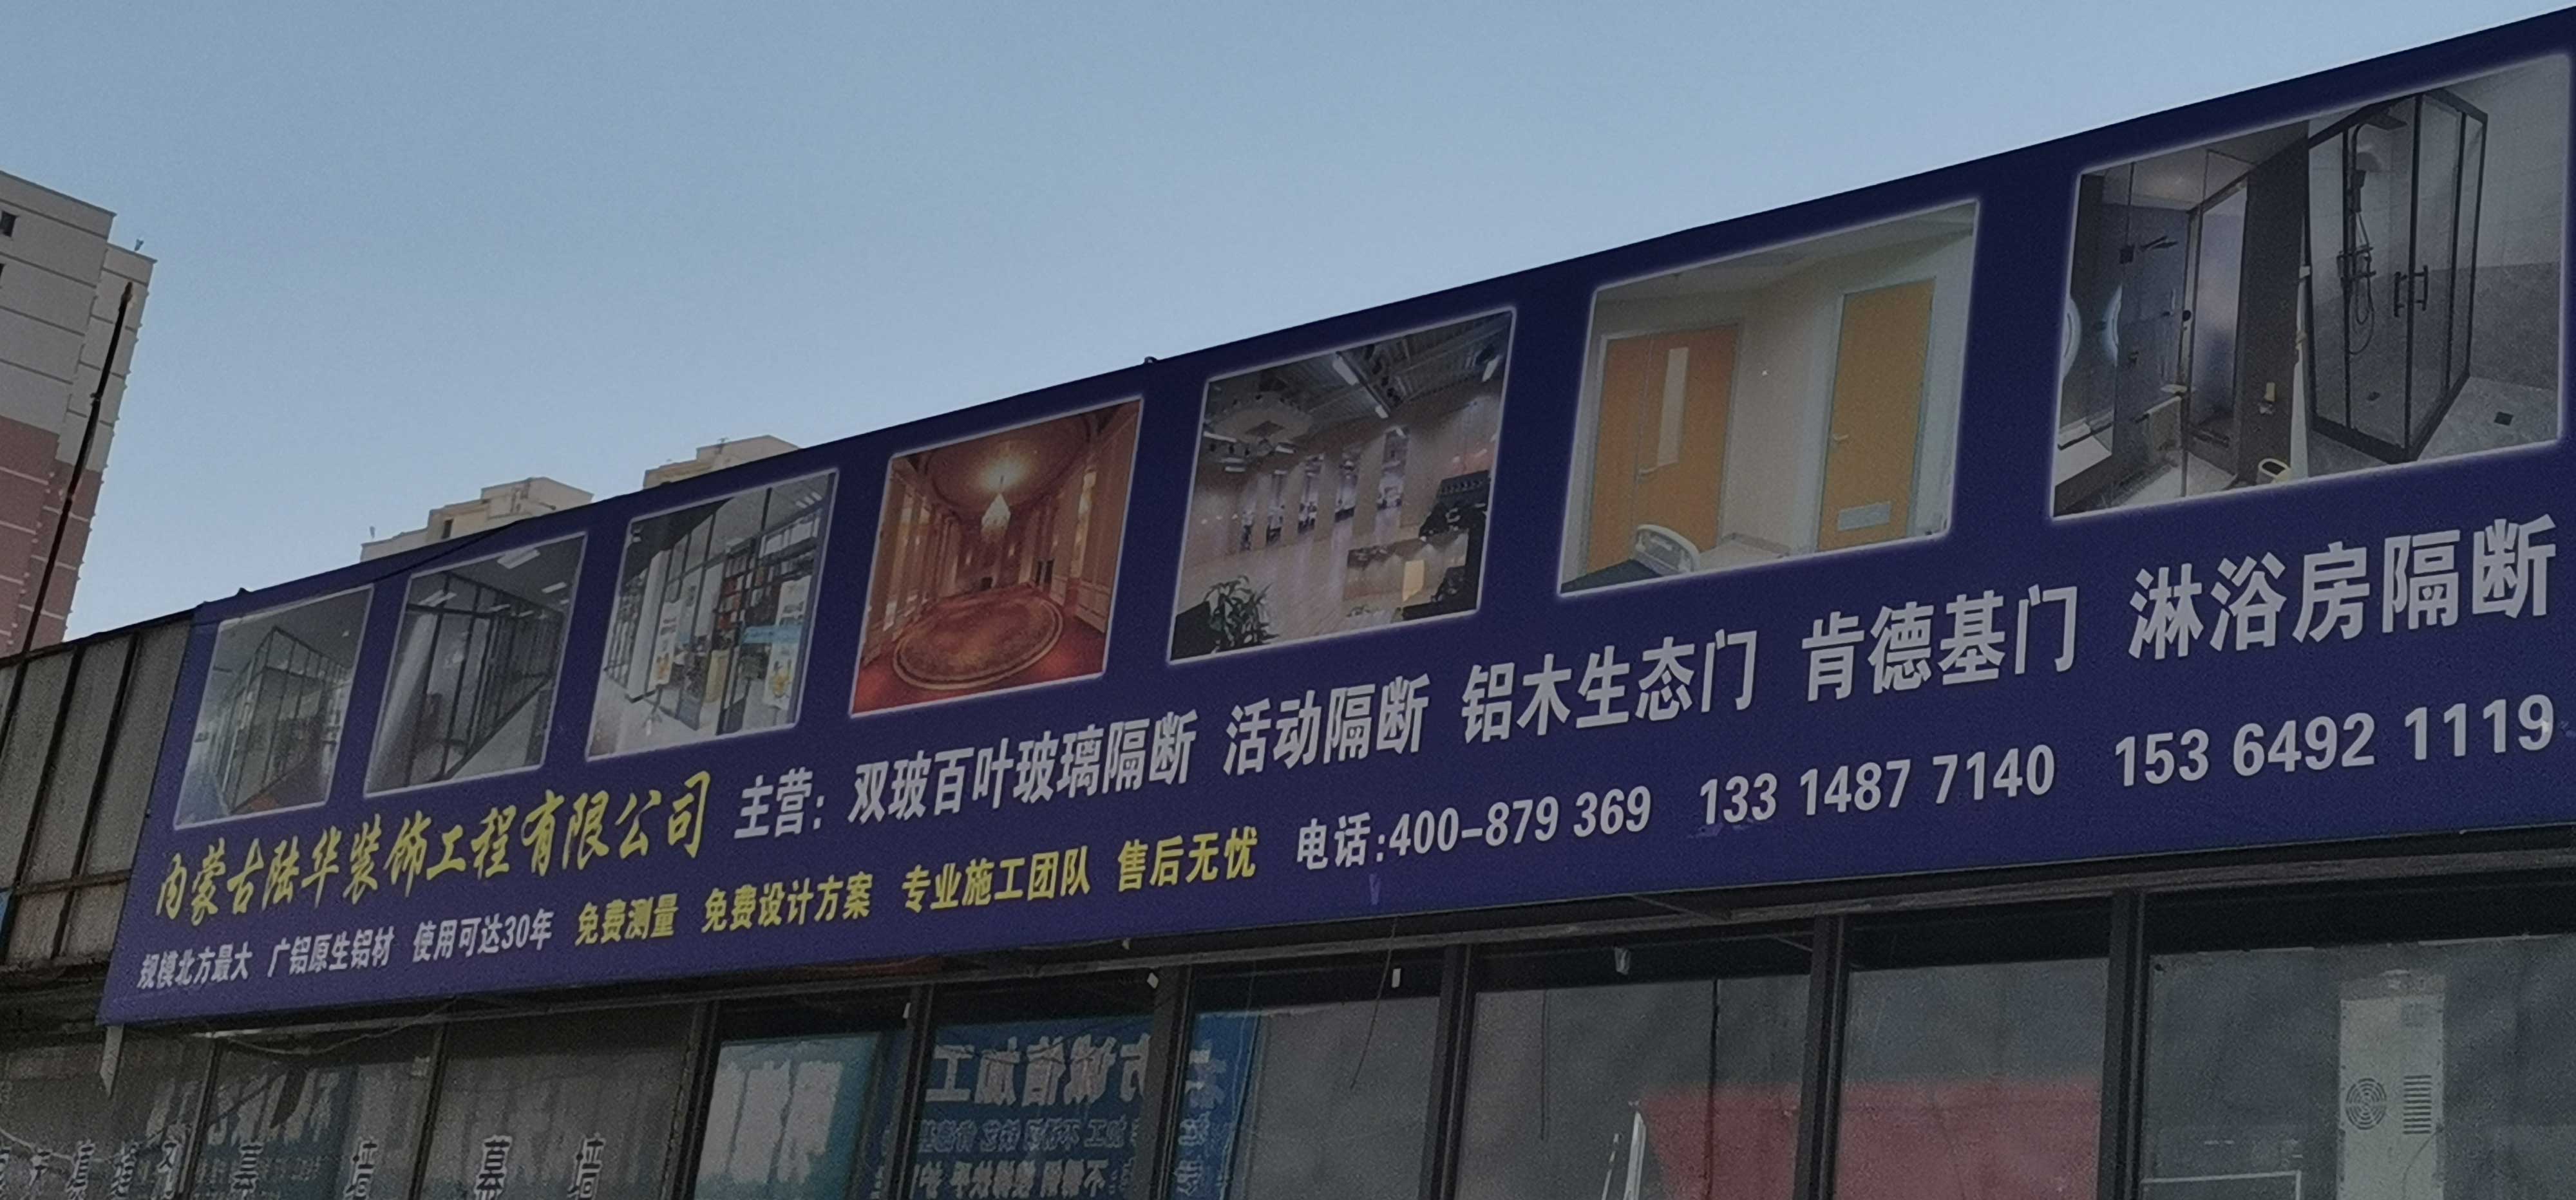 内蒙古陆华装饰工程有限公司 主营：双玻百叶玻璃隔断 活动隔断 铝木生态门 肯德基门 淋浴房隔断
规模北方最大 广铝原生铝材 使用可达30年 免费测量 免费设计方案 专业施工团队 售后无忧 电话:400-879 369 133 1487 7140 153 6492 1119
幕墙 幕墙